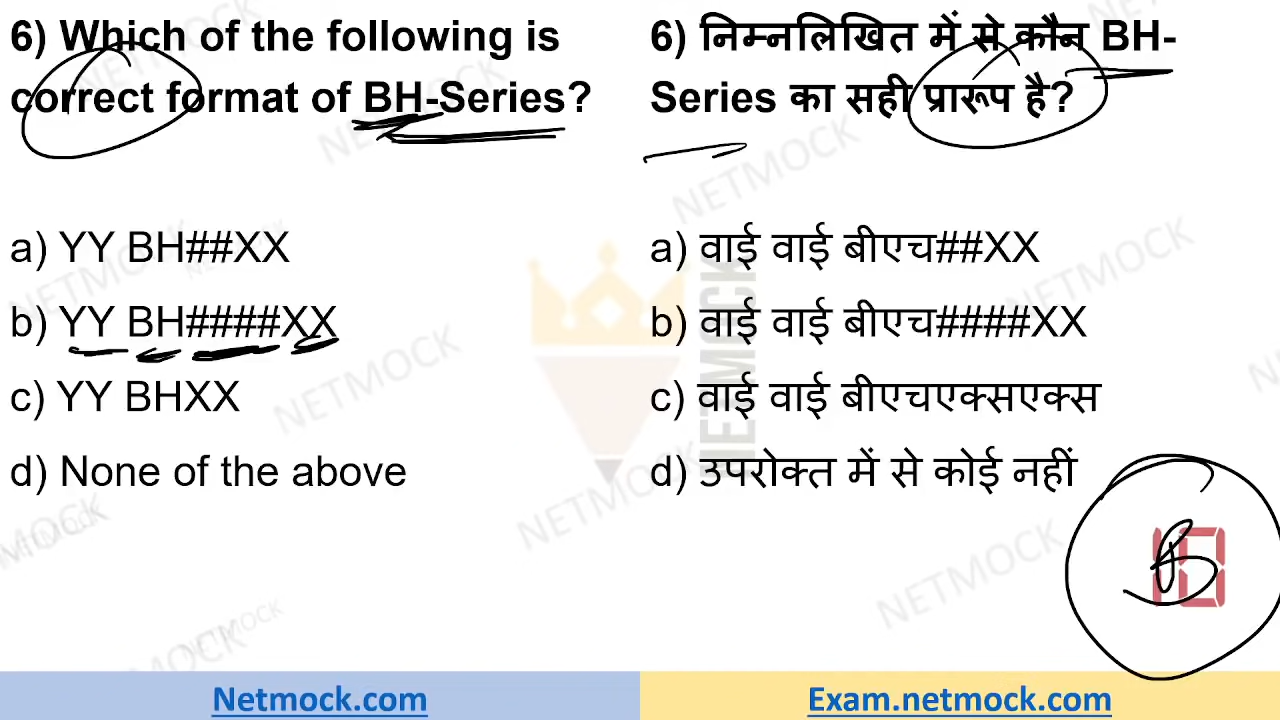 6) Which of the following is
correct format of BH-Series?
a) YY BH##XX
b) YY BH####XX
c) YY BHXX
d) None of the above
6) निम्नलिखित में से कौन BH-
Series का सही प्रारूप है?
a) वाई वाई बीएच##XX
b) वाई वाई बीएच####XX
c) वाई वाई बीएचएक्सएक्स
d) उपरोक्त में से कोई नहीं
B
NETMOCK
Netmock.com
Exam.netmock.com